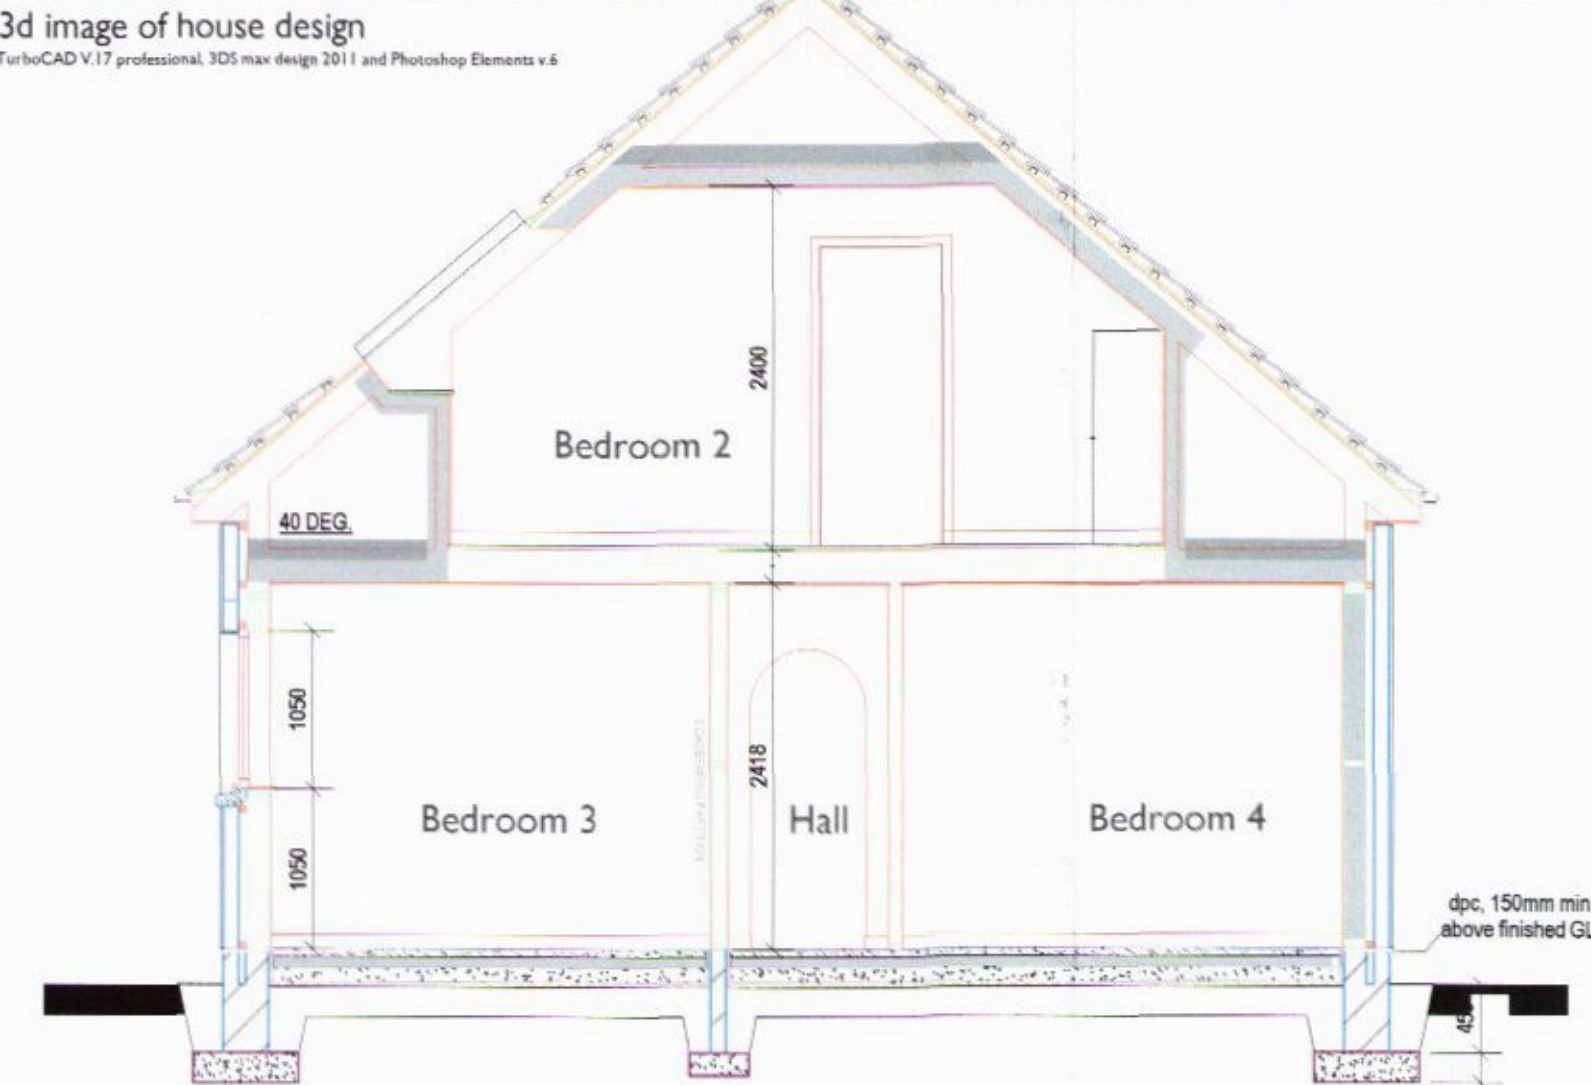 3d image of house design
TurboCAD V.17 professional, 3DS max design 2011 and Photoshop Elements v.6
2400
Bedroom 2
40 DEG.
1050
2418
Bedroom 3
Hall
Bedroom 4
1050
dpc, 150mm min.
above finished GL